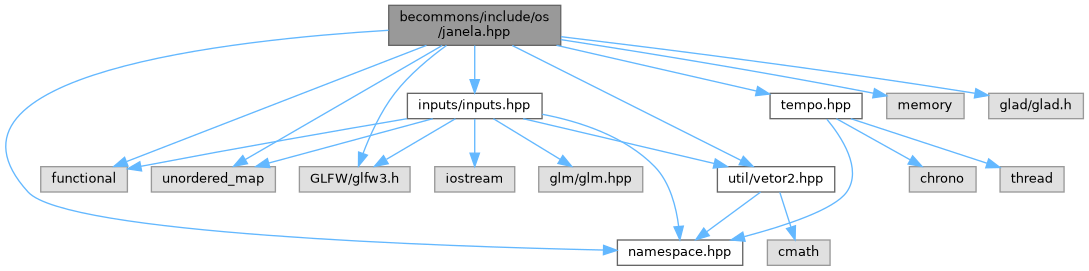 becommons/include/os
/janela.hpp
inputs/inputs.hpp
tempo.hpp
memory
glad/glad.h
functional
unordered_map
GLFW/glfw3.h
iostream
glm/glm.hpp
util/vetor2.hpp
chrono
thread
namespace.hpp
cmath